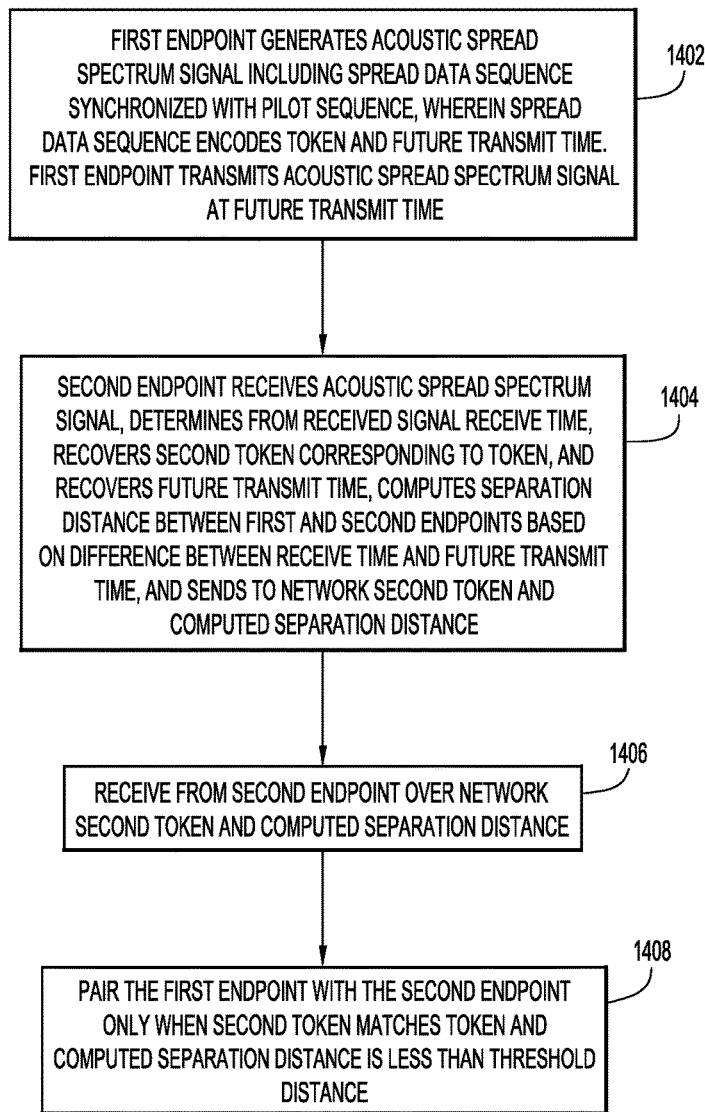 FIRST ENDPOINT GENERATES ACOUSTIC SPREAD
SPECTRUM SIGNAL INCLUDING SPREAD DATA SEQUENCE
SYNCHRONIZED WITH PILOT SEQUENCE, WHEREIN SPREAD
DATA SEQUENCE ENCODES TOKEN AND FUTURE TRANSMIT TIME.
FIRST ENDPOINT TRANSMITS ACOUSTIC SPREAD SPECTRUM SIGNAL
AT FUTURE TRANSMIT TIME
1402
SECOND ENDPOINT RECEIVES ACOUSTIC SPREAD SPECTRUM
SIGNAL, DETERMINES FROM RECEIVED SIGNAL RECEIVE TIME,
RECOVERS SECOND TOKEN CORRESPONDING TO TOKEN, AND
RECOVERS FUTURE TRANSMIT TIME, COMPUTES SEPARATION
DISTANCE BETWEEN FIRST AND SECOND ENDPOINTS BASED
ON DIFFERENCE BETWEEN RECEIVE TIME AND FUTURE TRANSMIT
TIME, AND SENDS TO NETWORK SECOND TOKEN AND
COMPUTED SEPARATION DISTANCE
1404
RECEIVE FROM SECOND ENDPOINT OVER NETWORK
SECOND TOKEN AND COMPUTED SEPARATION DISTANCE
1406
PAIR THE FIRST ENDPOINT WITH THE SECOND ENDPOINT
ONLY WHEN SECOND TOKEN MATCHES TOKEN AND
COMPUTED SEPARATION DISTANCE IS LESS THAN THRESHOLD
DISTANCE
1408